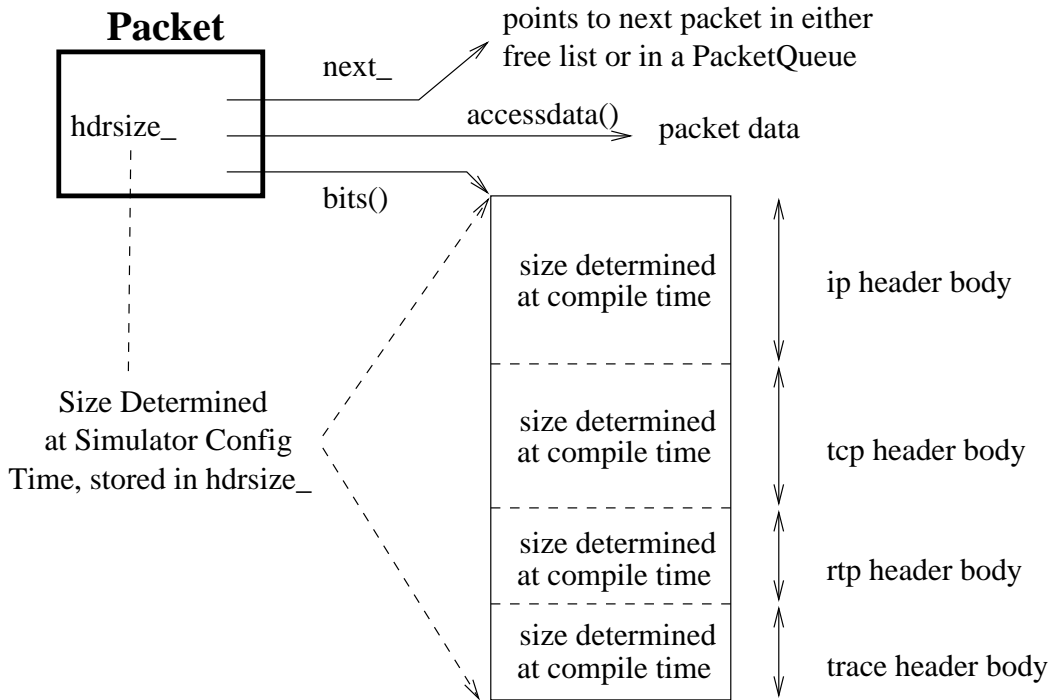 Packet
points to next packet in either
free list or in a PacketQueue
next_
hdrsize_
accessdata()
packet data
bits()
size determined
at compile time
ip header body
Size Determined
at Simulator Config
Time, stored in hdrsize_
size determined
at compile time
tcp header body
size determined
at compile time
rtp header body
size determined
at compile time
trace header body